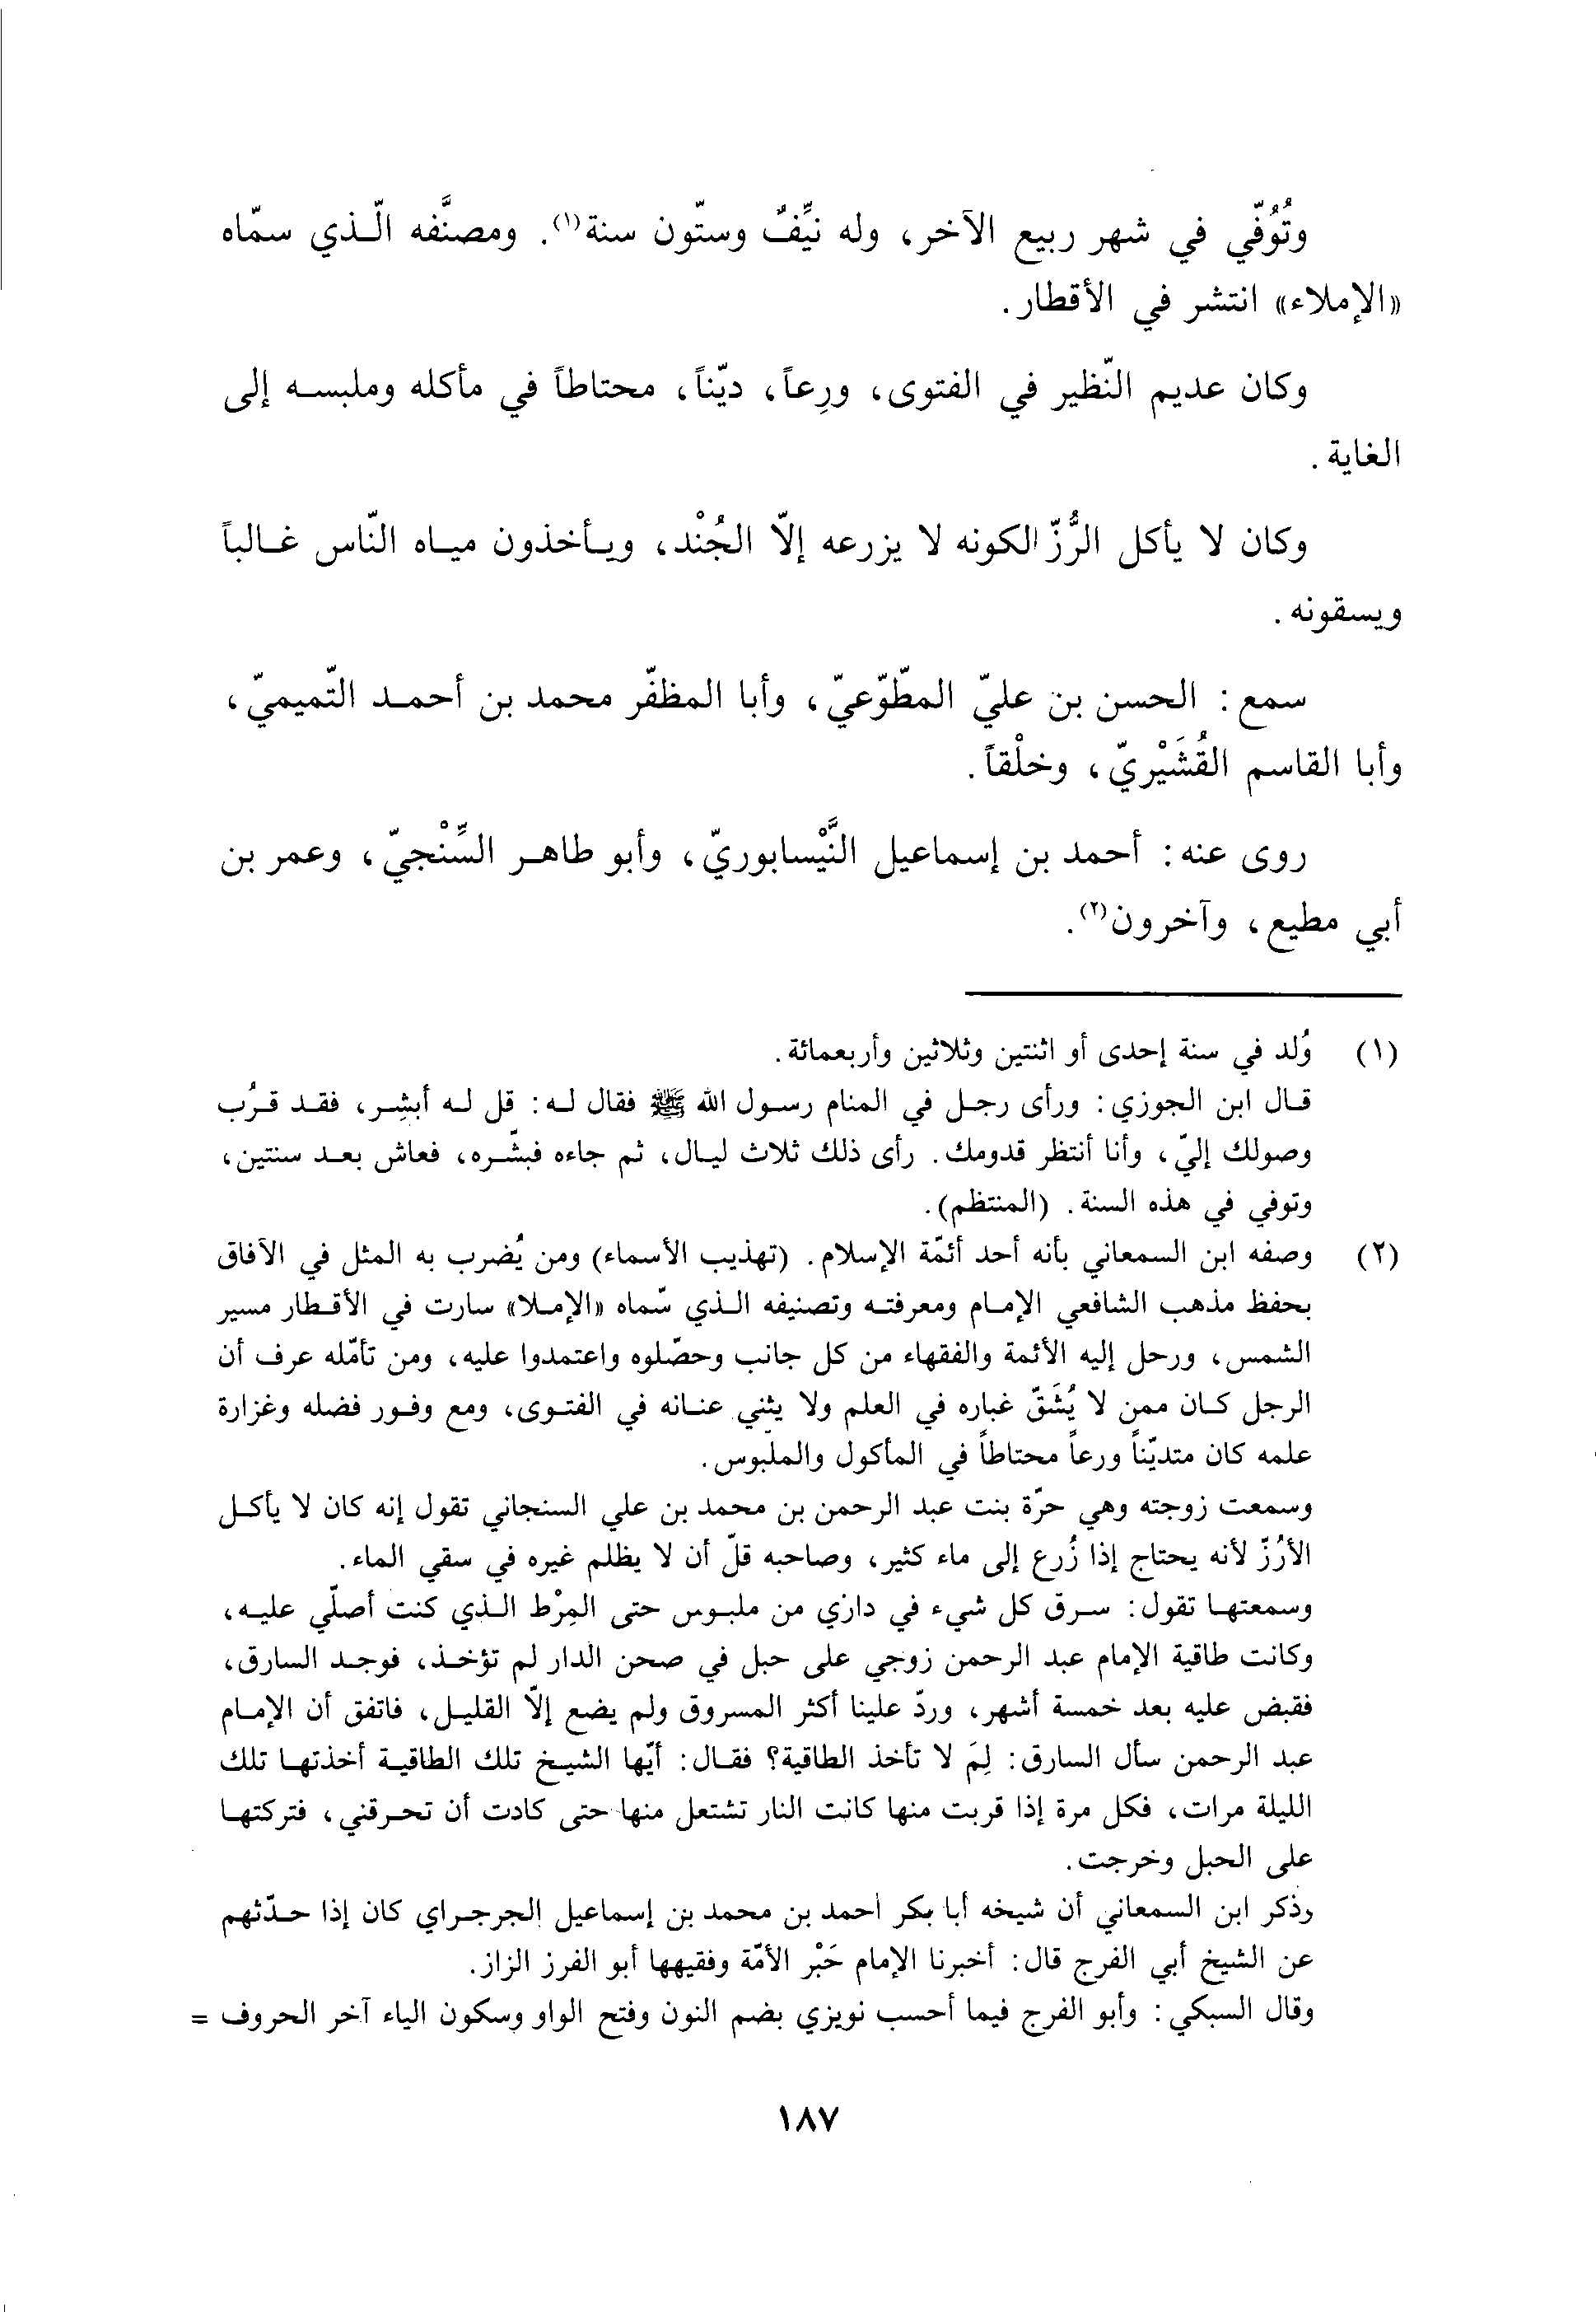 وتُوُفّي في شهر ربيع الآخر، وله نيِّفٌ وستّون سنة(١). ومصنَّفه الّذي سمّاه
«الإملاء» انتشر في الأقطار.
وكان عديم النّظير في الفتوى، ورِعاً، ديّناً، محتاطاً في مأكله وملبسه إلى
الغاية.
وكان لا يأكل الرُّزّ لكونه لا يزرعه إلّا الجُنْد، ويأخذون مياه النّاس غالباً
ويسقونه.
سمع: الحسن بن عليّ المطّوّعيّ، وأبا المظفّر محمد بن أحمد التّميميّ،
وأبا القاسم القُشَيْريّ، وخلْقاً.
روى عنه: أحمد بن إسماعيل النَّيْسابوريّ، وأبو طاهر السِّنْجيّ، وعمر بن
أبي مطيع، وآخرون(٢).
(١) وُلد في سنة إحدى أو اثنتين وثلاثين وأربعمائة.
قال ابن الجوزي: ورأى رجل في المنام رسول الله ﷺ فقال له: قل له أبشِر، فقد قرُب
وصولك إليّ، وأنا أنتظر قدومك. رأى ذلك ثلاث ليال، ثم جاءه فبشّره، فعاش بعد سنتين،
وتوفي في هذه السنة. (المنتظم).
(٢) وصفه ابن السمعاني بأنه أحد أئمّة الإسلام. (تهذيب الأسماء) ومن يُضرب به المثل في الآفاق
بحفظ مذهب الشافعي الإمام ومعرفته وتصنيفه الذي سّماه «الإملا» سارت في الأقطار مسير
الشمس، ورحل إليه الأئمة والفقهاء من كل جانب وحصّلوه واعتمدوا عليه، ومن تأمّله عرف أن
الرجل كان ممن لا يُشَقّ غباره في العلم ولا يثني عنانه في الفتوى، ومع وفور فضله وغزارة
علمه كان متديّناً ورعاً محتاطاً في المأكول والملبوس.
وسمعت زوجته وهي حرّة بنت عبد الرحمن بن محمد بن علي السنجاني تقول إنه كان لا يأكل
الأرُزّ لأنه يحتاج إذا زُرع إلى ماء كثير، وصاحبه قلّ أن لا يظلم غيره في سقي الماء.
وسمعتها تقول: سرق كل شيء في داري من ملبوس حتى المِرْط الذي كنت أصلّي عليه،
وكانت طاقية الإمام عبد الرحمن زوجي على حبل في صحن الدار لم تؤخذ، فوجد السارق،
فقبض عليه بعد خمسة أشهر، وردّ علينا أكثر المسروق ولم يضع إلّا القليل، فاتفق أن الإمام
عبد الرحمن سأل السارق: لِمَ لا تأخذ الطاقية؟ فقال: أيّها الشيخ تلك الطاقية أخذتها تلك
الليلة مرات، فكل مرة إذا قربت منها كانت النار تشتعل منها حتى كادت أن تحرقني، فتركتها
على الحبل وخرجت.
وذكر ابن السمعاني أن شيخه أبا بكر أحمد بن محمد بن إسماعيل الجرجراي كان إذا حدّثهم
عن الشيخ أبي الفرج قال: أخبرنا الإمام حَبْر الأمّة وفقيهها أبو الفرز الزاز.
وقال السبكي: وأبو الفرج فيما أحسب نويزي بضم النون وفتح الواو وسكون الياء آخر الحروف =
١٨٧